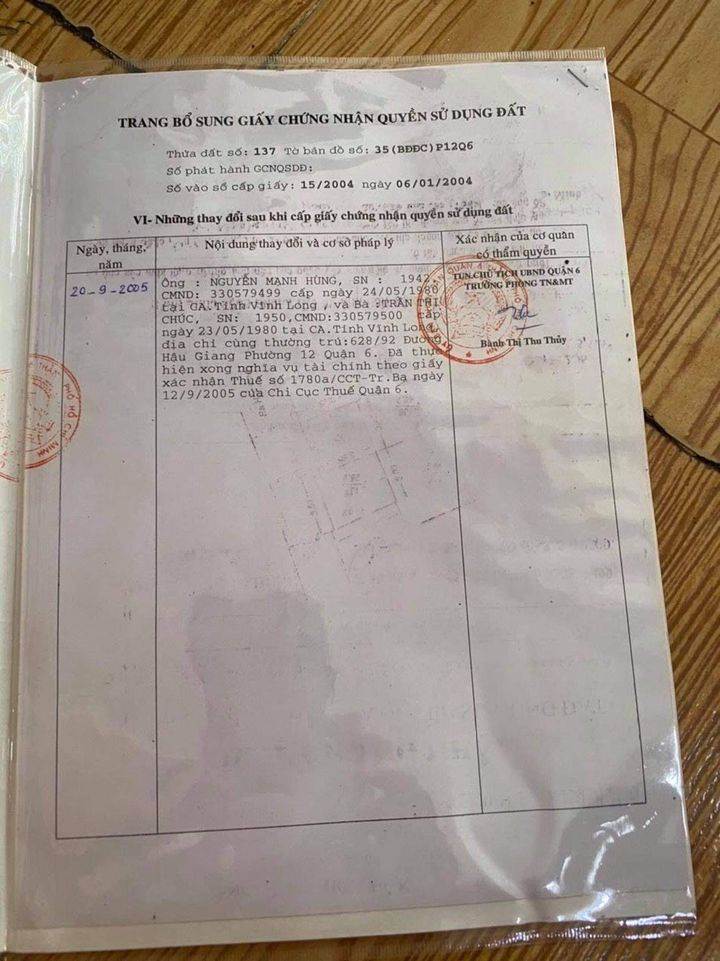 TRANG BỔ SUNG GIẤY CHỨNG NHẬN QUYỀN SỬ DỤNG ĐẤT
Thửa đất số: 137 Tờ bản đồ số: 35(BĐĐC)P12Q6
Số phát hành GCNQSDĐ:
Số vào sổ cấp giấy: 15/2004 ngày 06/01/2004
VI- Những thay đổi sau khi cấp giấy chứng nhận quyền sử dụng đất
Ngày, tháng, năm
Nội dung thay đổi và cơ sở pháp lý
Xác nhận của cơ quan có thẩm quyền
20-9-2005
Ông : NGUYỄN MẠNH HÙNG, SN : 1942,
CMND: 330579499 cấp ngày 24/05/1980
tại CA.Tỉnh Vĩnh Long , và Bà :TRẦN THỊ
CHÚC, SN: 1950,CMND:330579500 cấp
ngày 23/05/1980 tại CA.Tỉnh Vĩnh Long,
địa chỉ cùng thường trú:628/92 Đường
Hậu Giang Phường 12 Quận 6. Đã thực
hiện xong nghĩa vụ tài chính theo giấy
xác nhận Thuế số 1780a/CCT-Tr.Bạ ngày
12/9/2005 của Chi Cục Thuế Quận 6.
TUN.CHỦ TỊCH UBND QUẬN 6
TRƯỞNG PHÒNG TN&MT
Bành Thị Thu Thủy
PHỐ HỒ CHÍ MINH